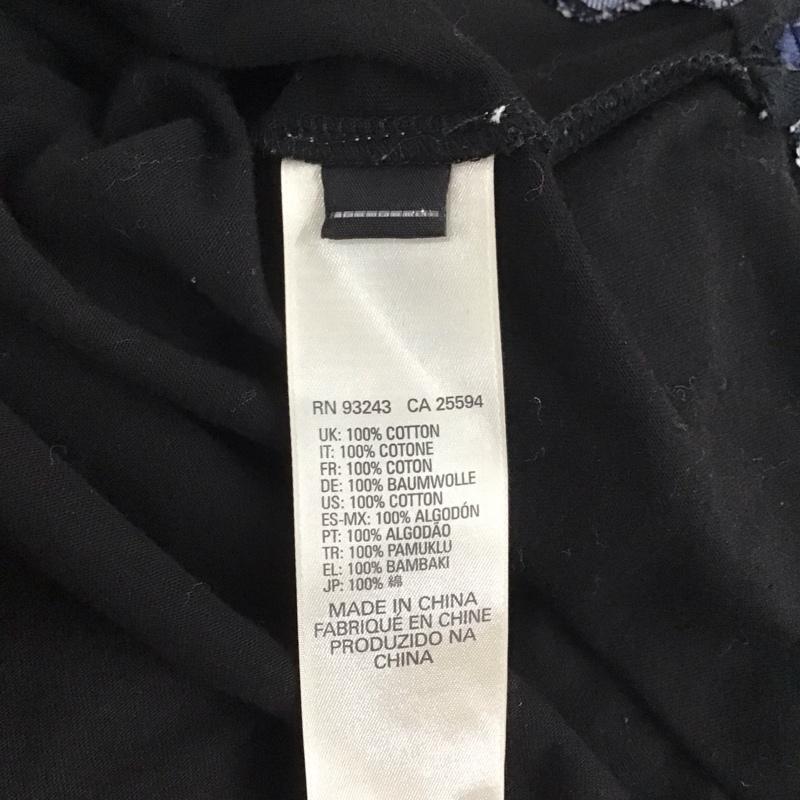 RN 93243 CA 25594
UK: 100% COTTON
IT: 100% COTONE
FR: 100% COTON
DE: 100% BAUMWOLLE
US: 100% COTTON
ES-MX: 100% ALGODÓN
PT: 100% ALGODÃO
TR: 100% PAMUKLU
EL: 100% BAMBAKI
JP: 100% 綿
MADE IN CHINA
FABRIQUÉ EN CHINE
PRODUZIDO NA
CHINA